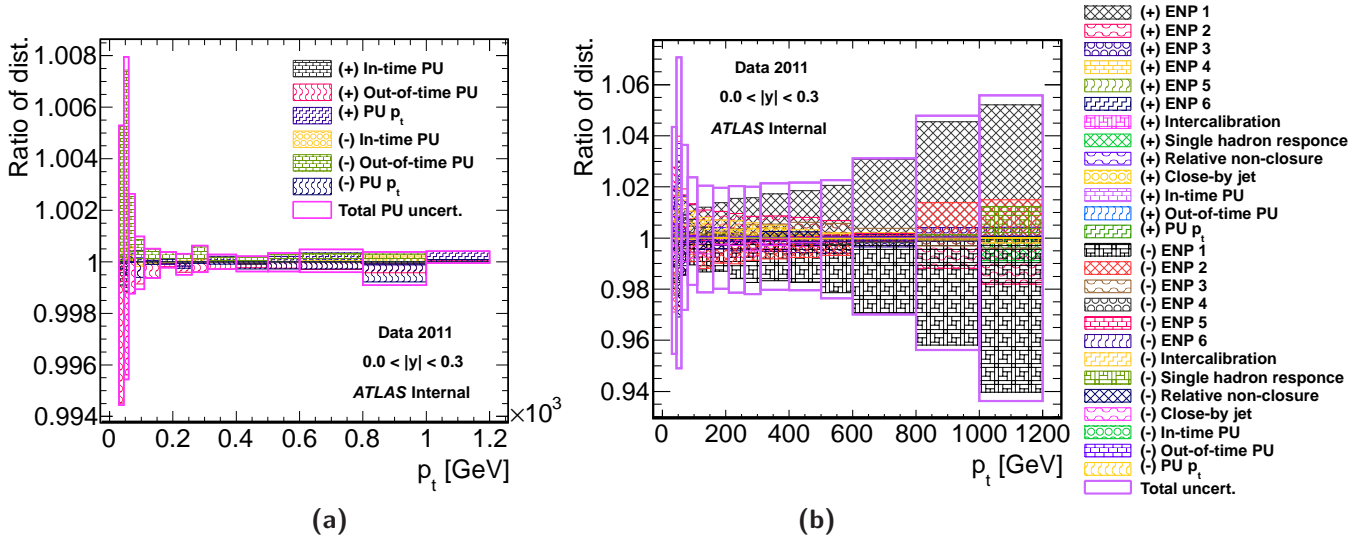 Ratio of dist.
1.008
1.006
1.004
1.002
1
0.998
0.996
0.994
(+) In-time PU
(+) Out-of-time PU
(+) PU p_t
(-) In-time PU
(-) Out-of-time PU
(-) PU p_t
Total PU uncert.
Data 2011
0.0 < |y| < 0.3
ATLAS Internal
×10³
0 0.2 0.4 0.6 0.8 1 1.2
p_t [GeV]
(a)
Ratio of dist.
1.06
1.04
1.02
1
0.98
0.96
0.94
Data 2011
0.0 < |y| < 0.3
ATLAS Internal
0 200 400 600 800 1000 1200
p_t [GeV]
(b)
(+) ENP 1
(+) ENP 2
(+) ENP 3
(+) ENP 4
(+) ENP 5
(+) ENP 6
(+) Intercalibration
(+) Single hadron responce
(+) Relative non-closure
(+) Close-by jet
(+) In-time PU
(+) Out-of-time PU
(+) PU p_t
(-) ENP 1
(-) ENP 2
(-) ENP 3
(-) ENP 4
(-) ENP 5
(-) ENP 6
(-) Intercalibration
(-) Single hadron responce
(-) Relative non-closure
(-) Close-by jet
(-) In-time PU
(-) Out-of-time PU
(-) PU p_t
Total uncert.